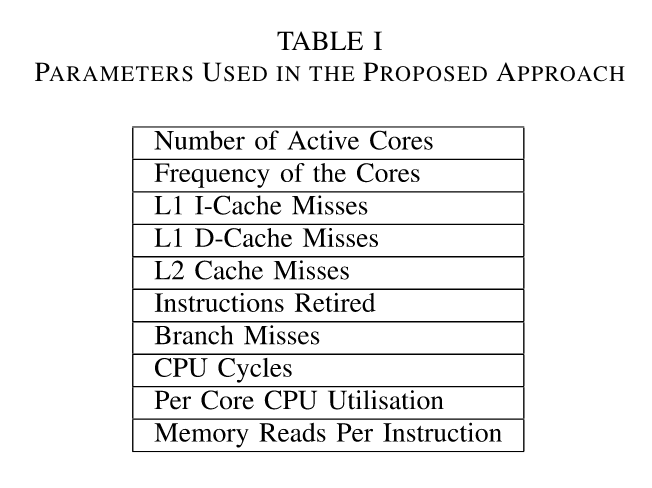 TABLE I
PARAMETERS USED IN THE PROPOSED APPROACH
Number of Active Cores
Frequency of the Cores
L1 I-Cache Misses
L1 D-Cache Misses
L2 Cache Misses
Instructions Retired
Branch Misses
CPU Cycles
Per Core CPU Utilisation
Memory Reads Per Instruction